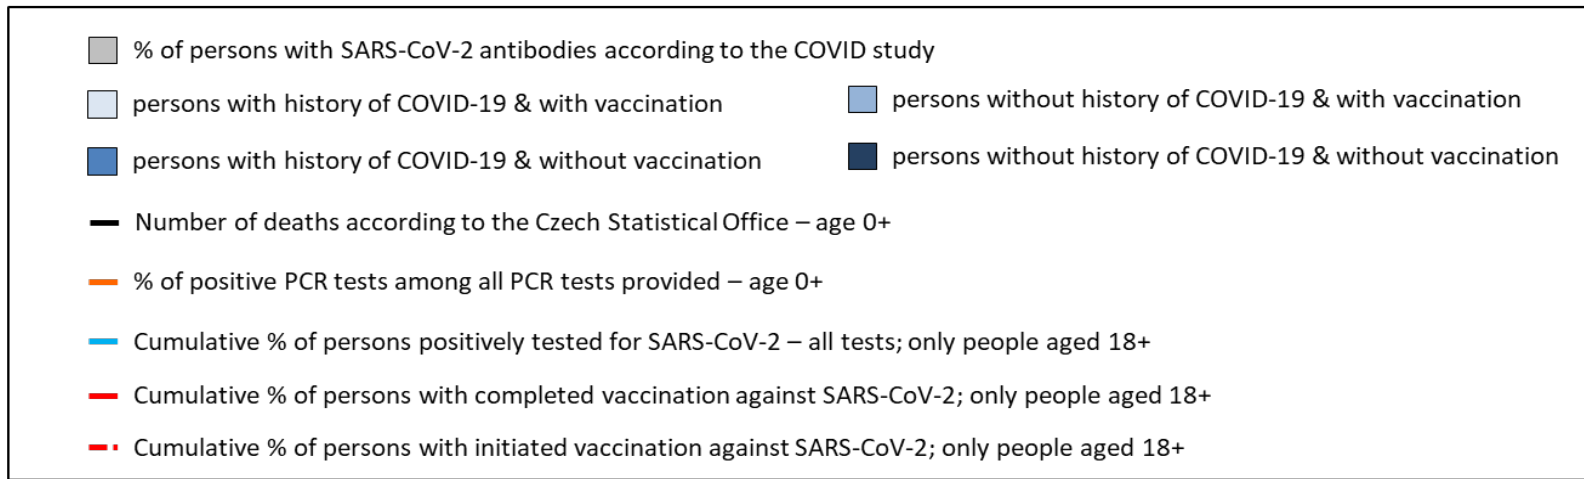 % of persons with SARS-CoV-2 antibodies according to the COVID study
persons with history of COVID-19 & with vaccination
persons without history of COVID-19 & with vaccination
persons with history of COVID-19 & without vaccination
persons without history of COVID-19 & without vaccination
Number of deaths according to the Czech Statistical Office – age 0+
% of positive PCR tests among all PCR tests provided – age 0+
Cumulative % of persons positively tested for SARS-CoV-2 – all tests; only people aged 18+
Cumulative % of persons with completed vaccination against SARS-CoV-2; only people aged 18+
Cumulative % of persons with initiated vaccination against SARS-CoV-2; only people aged 18+